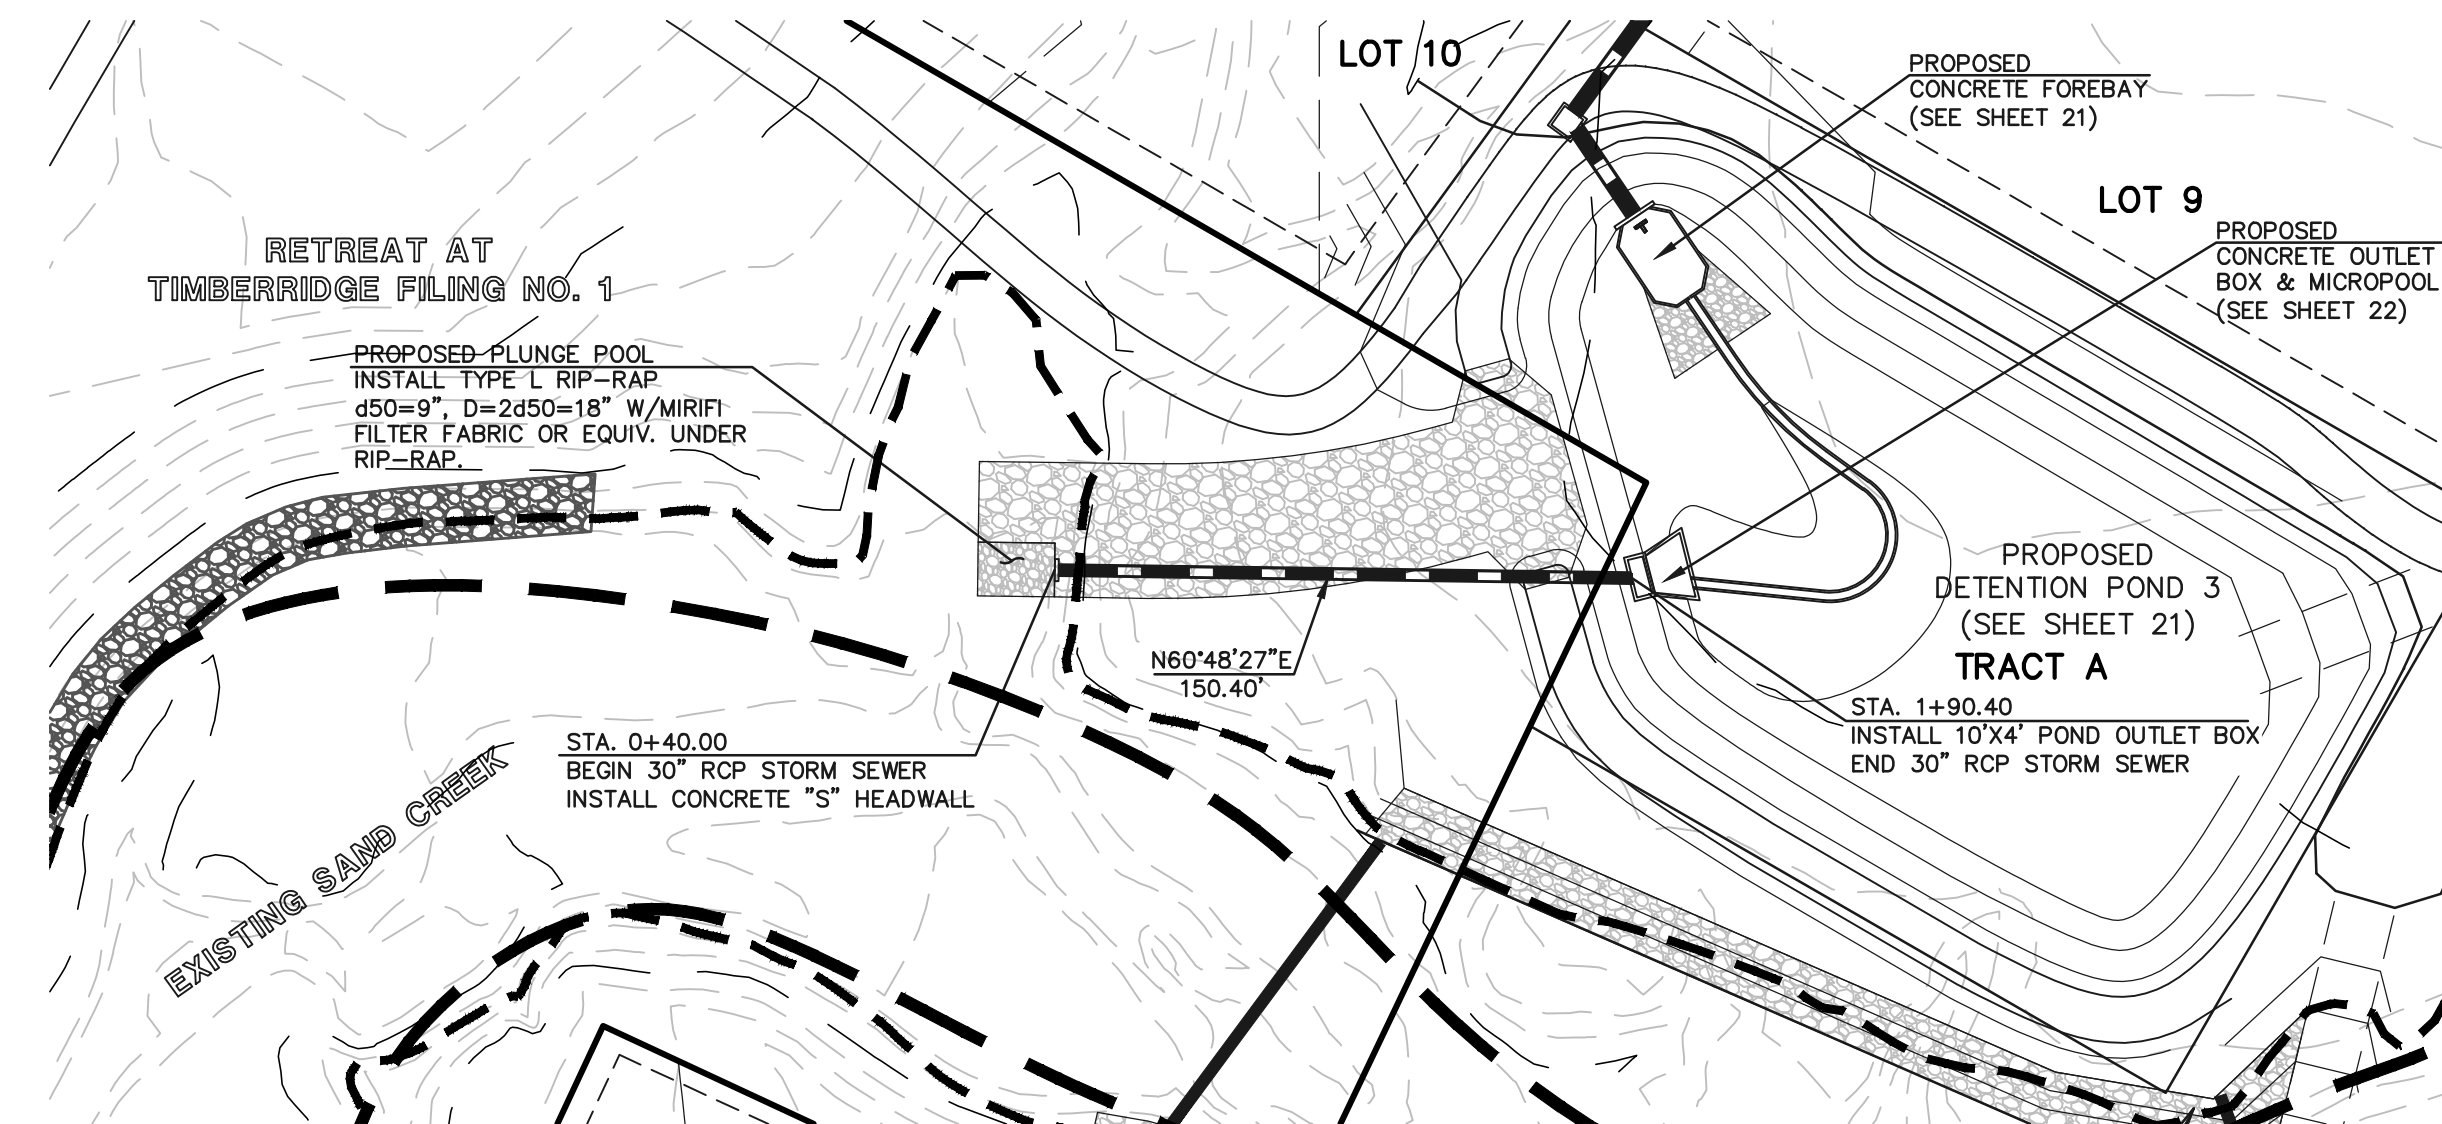 LOT 10
PROPOSED
CONCRETE FOREBAY
(SEE SHEET 21)
LOT 9
PROPOSED
CONCRETE OUTLET
BOX & MICROPOOL
(SEE SHEET 22)
RETREAT AT
TIMBERRIDGE FILING NO. 1
PROPOSED PLUNGE POOL
INSTALL TYPE L RIP-RAP
d50=9", D=2d50=18" W/MIRIFI
FILTER FABRIC OR EQUIV. UNDER
RIP-RAP.
PROPOSED
DETENTION POND 3
(SEE SHEET 21)
TRACT A
N60°48'27"E
150.40'
STA. 1+90.40
INSTALL 10'X4' POND OUTLET BOX
END 30" RCP STORM SEWER
STA. 0+40.00
BEGIN 30" RCP STORM SEWER
INSTALL CONCRETE "S" HEADWALL
EXISTING SAND CREEK